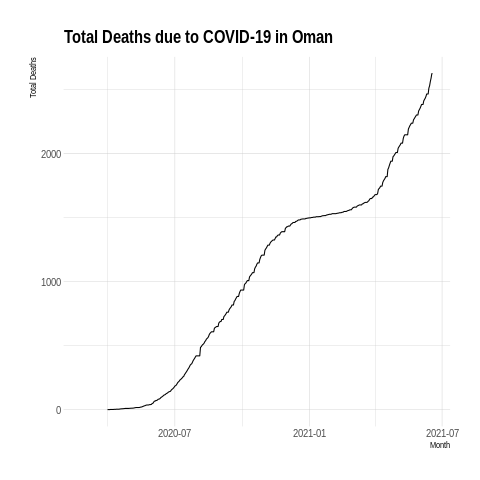 Total Deaths due to COVID-19 in Oman
Total Deaths
2000
1000
0
2020-07
2021-01
2021-07
Month